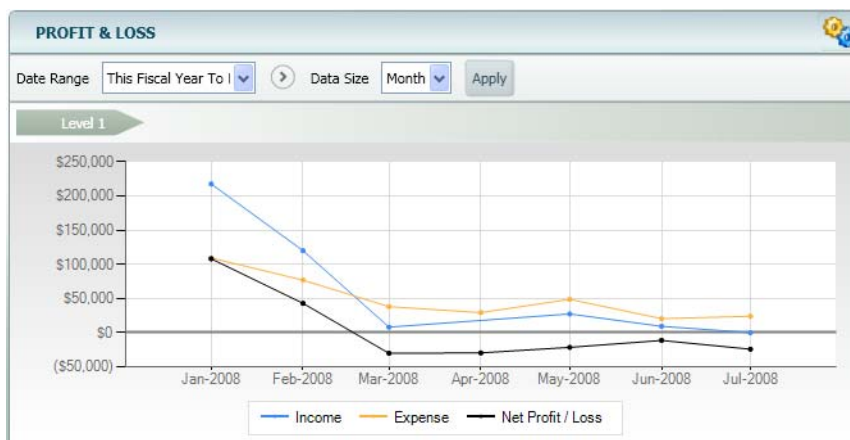 PROFIT & LOSS
Date Range This Fiscal Year To Data Size Month Apply
Level 1
$250,000
$200,000
$150,000
$100,000
$50,000
$0
($50,000)
Jan-2008 Feb-2008 Mar-2008 Apr-2008 May-2008 Jun-2008 Jul-2008
Income Expense Net Profit / Loss